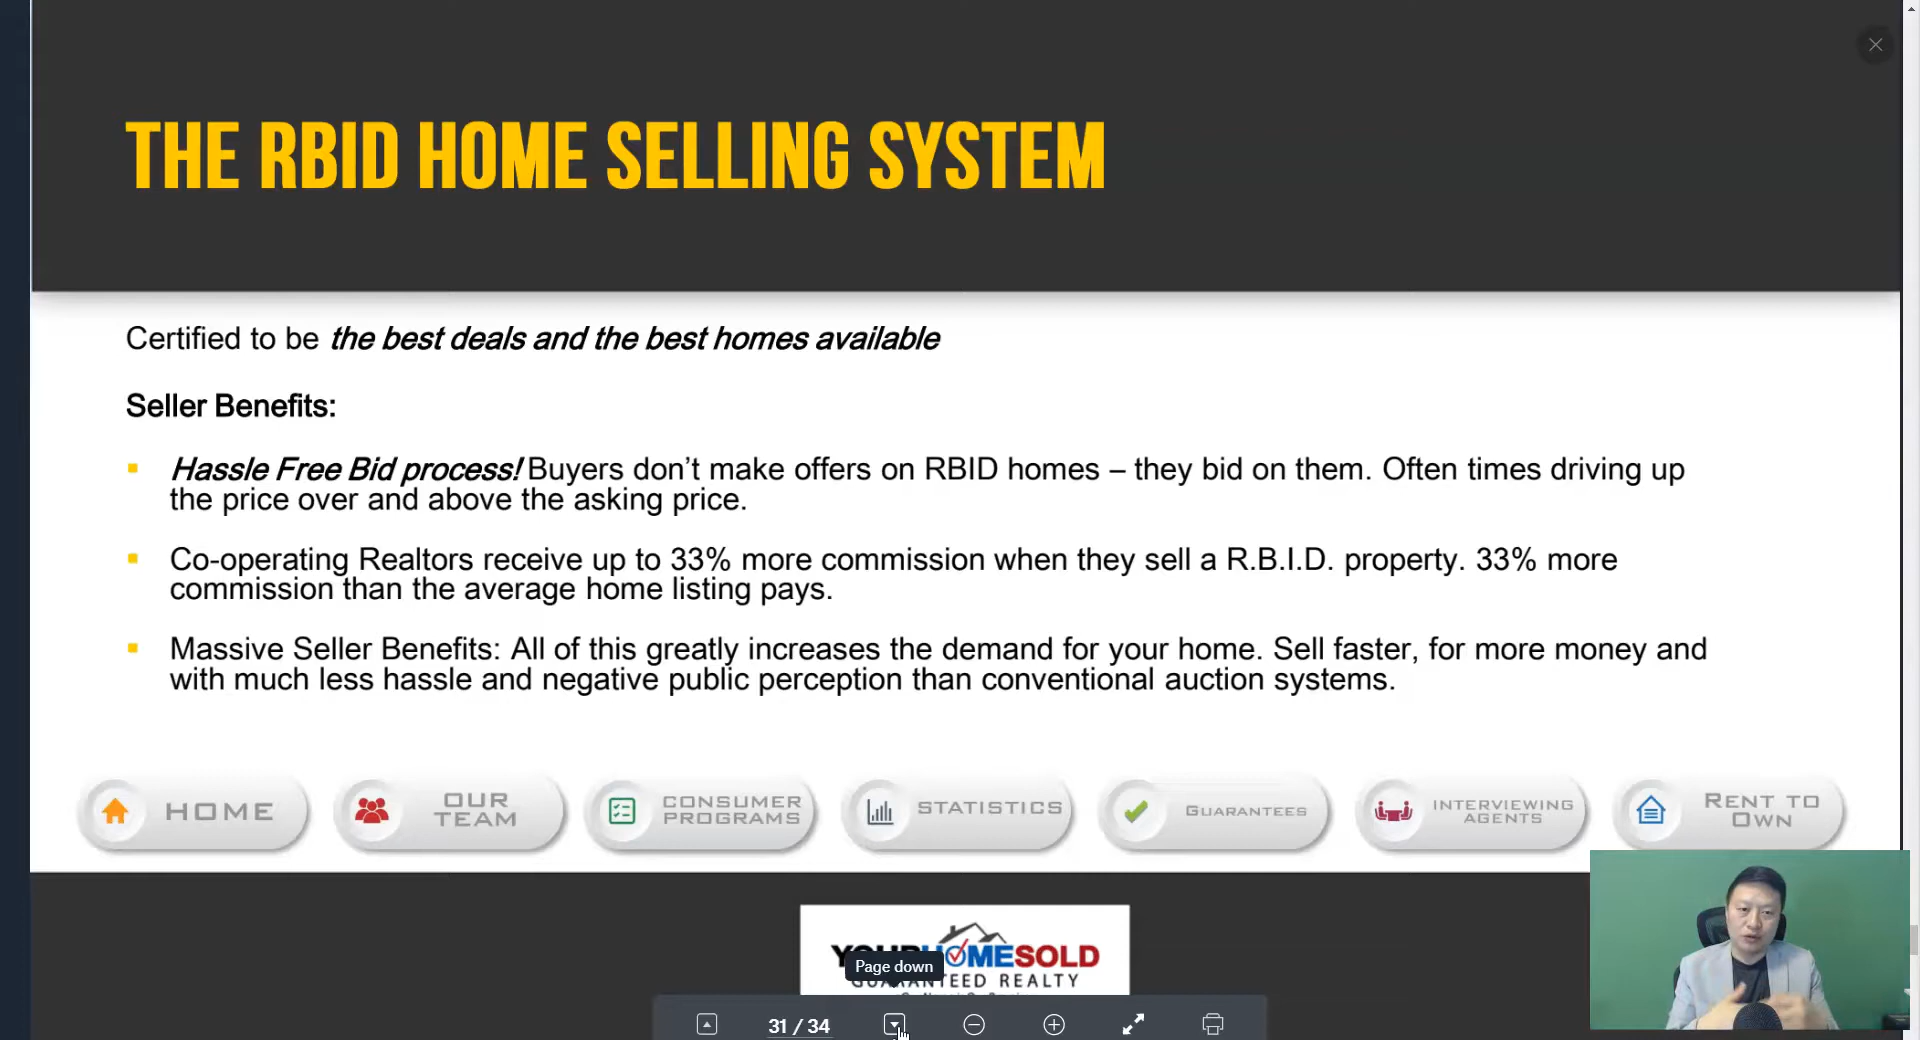 THE RBID HOME SELLING SYSTEM
Certified to be the best deals and the best homes available
Seller Benefits:
Hassle Free Bid process! Buyers don’t make offers on RBID homes – they bid on them. Often times driving up
the price over and above the asking price.
Co-operating Realtors receive up to 33% more commission when they sell a R.B.I.D. property. 33% more
commission than the average home listing pays.
Massive Seller Benefits: All of this greatly increases the demand for your home. Sell faster, for more money and
with much less hassle and negative public perception than conventional auction systems.
HOME
OUR
TEAM
CONSUMER
PROGRAMS
STATISTICS
GUARANTEES
INTERVIEWING
AGENTS
RENT TO
OWN
YOURHOMESOLD
GUARANTEED REALTY
Page down
31 / 34